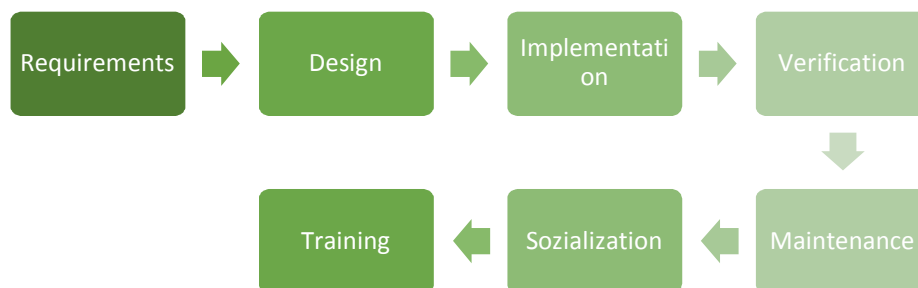 Requirements
Design
Implementati
on
Verification
Maintenance
Sozialization
Training